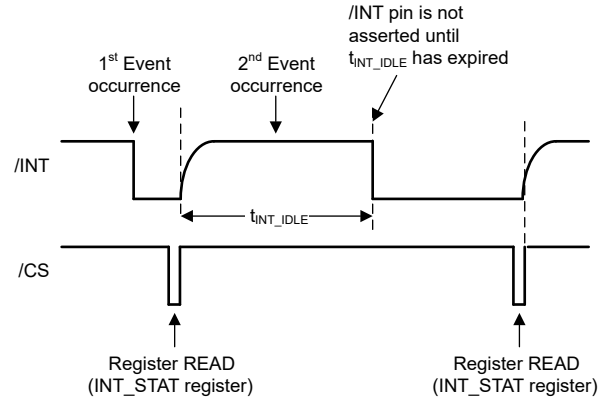 /INT pin is not
asserted until
tINT_IDLE has expired
1st Event
occurrence
2nd Event
occurrence
/INT
tINT_IDLE
/CS
Register READ
(INT_STAT register)
Register READ
(INT_STAT register)